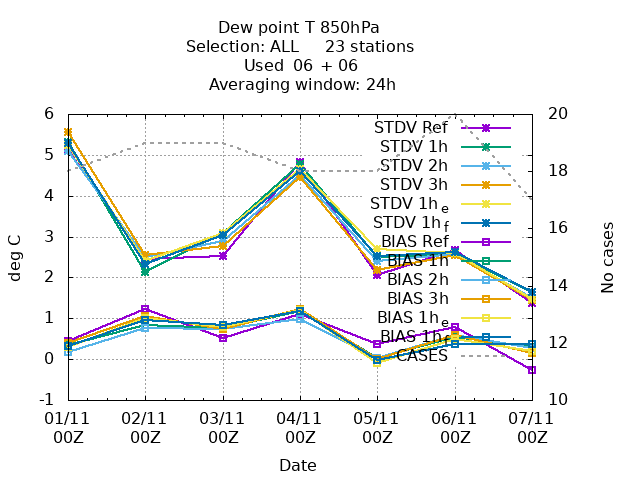 Dew point T 850hPa
Selection: ALL 23 stations
Used 06 + 06
Averaging window: 24h
deg C
No cases
6
5
4
3
2
1
0
-1
20
18
16
14
12
10
STDV Ref
STDV 1h
STDV 2h
STDV 3h
STDV 1he
STDV 1hf
BIAS Ref
BIAS 1h
BIAS 2h
BIAS 3h
BIAS 1he
BIAS 1hf
CASES
01/11 02/11 03/11 04/11 05/11 06/11 07/11
00Z 00Z 00Z 00Z 00Z 00Z 00Z
Date